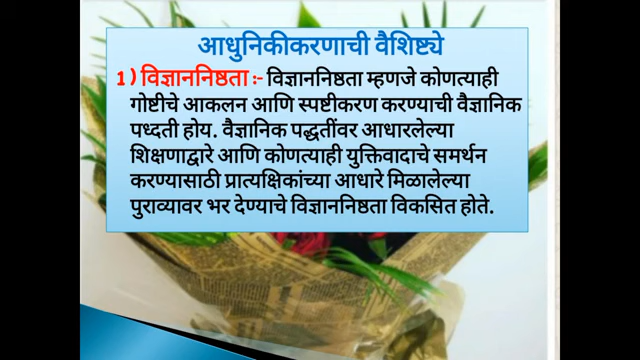 आधुनिकीकरणाची वैशिष्ट्ये
1) विज्ञाननिष्ठता :- विज्ञाननिष्ठता म्हणजे कोणत्याही
गोष्टीचे आकलन आणि स्पष्टीकरण करण्याची वैज्ञानिक
पध्दती होय. वैज्ञानिक पद्धतींवर आधारलेल्या
शिक्षणाद्वारे आणि कोणत्याही युक्तिवादाचे समर्थन
करण्यासाठी प्रात्यक्षिकांच्या आधारे मिळालेल्या
पुराव्यावर भर देण्याचे विज्ञाननिष्ठता विकसित होते.